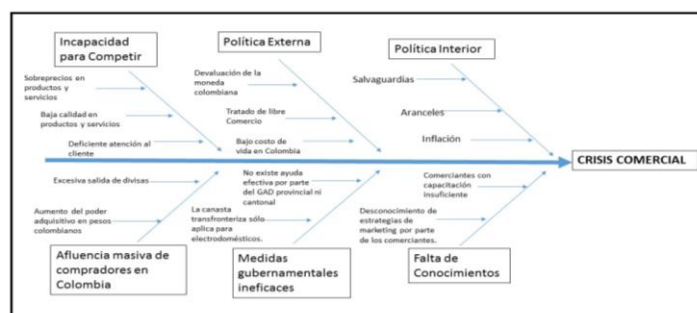 Incapacidad
para Competir
Sobreprecios en
productos y
servicios
Baja calidad en
productos y servicios
Deficiente atención al
cliente
Política Externa
Devaluación de la
moneda
colombiana
Tratado de libre
Comercio
Bajo costo de
vida en Colombia
Política Interior
Salvaguardias
Aranceles
Inflación
CRISIS COMERCIAL
Excesiva salida de divisas
Aumento del poder
adquisitivo en pesos
colombianos
Afluencia masiva de
compradores en
Colombia
No existe ayuda
efectiva por parte
del GAD provincial ni
cantonal
La canasta
transfronteriza sólo
aplica para
electrodomésticos.
Medidas
gubernamentales
ineficaces
Comerciantes con
capacitación
insuficiente
Desconocimiento de
estrategias de
marketing por parte
de los comerciantes.
Falta de
Conocimientos